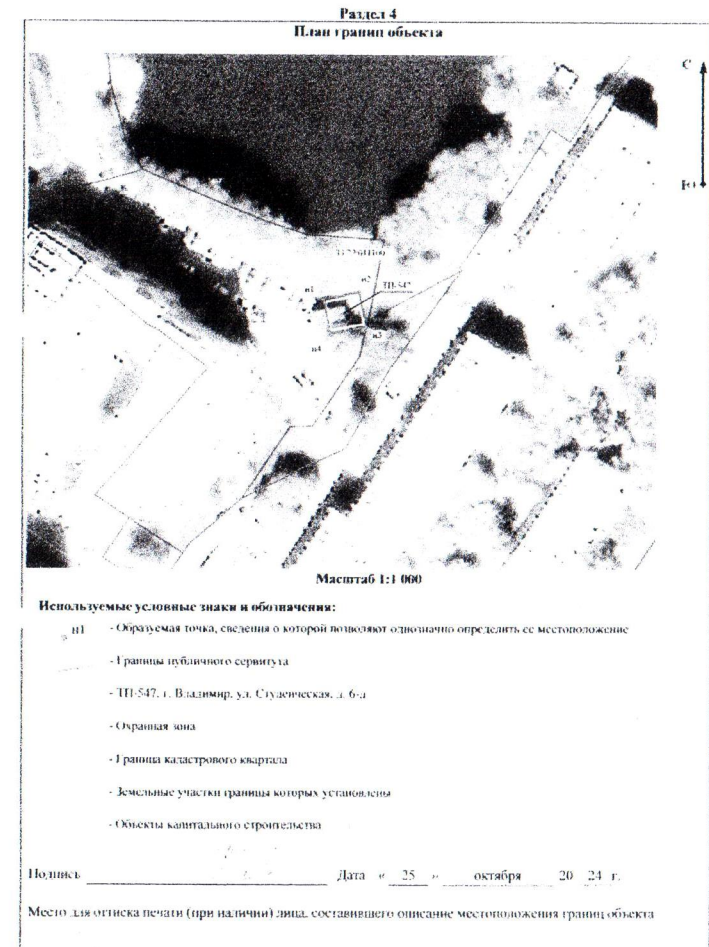 Раздел 4
План границ объекта
С
Ю
н1
н2
ТП-547
н3
н4
Масштаб 1:1 000
Используемые условные знаки и обозначения:
н1 - Образуемая точка, сведения о которой позволяют однозначно определить ее местоположение
- Границы публичного сервитута
- ТП-547, г. Владимир, ул. Студенческая, д. 6-д
- Охранная зона
- Граница кадастрового квартала
- Земельные участки границы которых установлены
- Объекты капитального строительства
Подпись Дата « 25 » октября 20 24 г.
Место для оттиска печати (при наличии) лица, составившего описание местоположения границ объекта